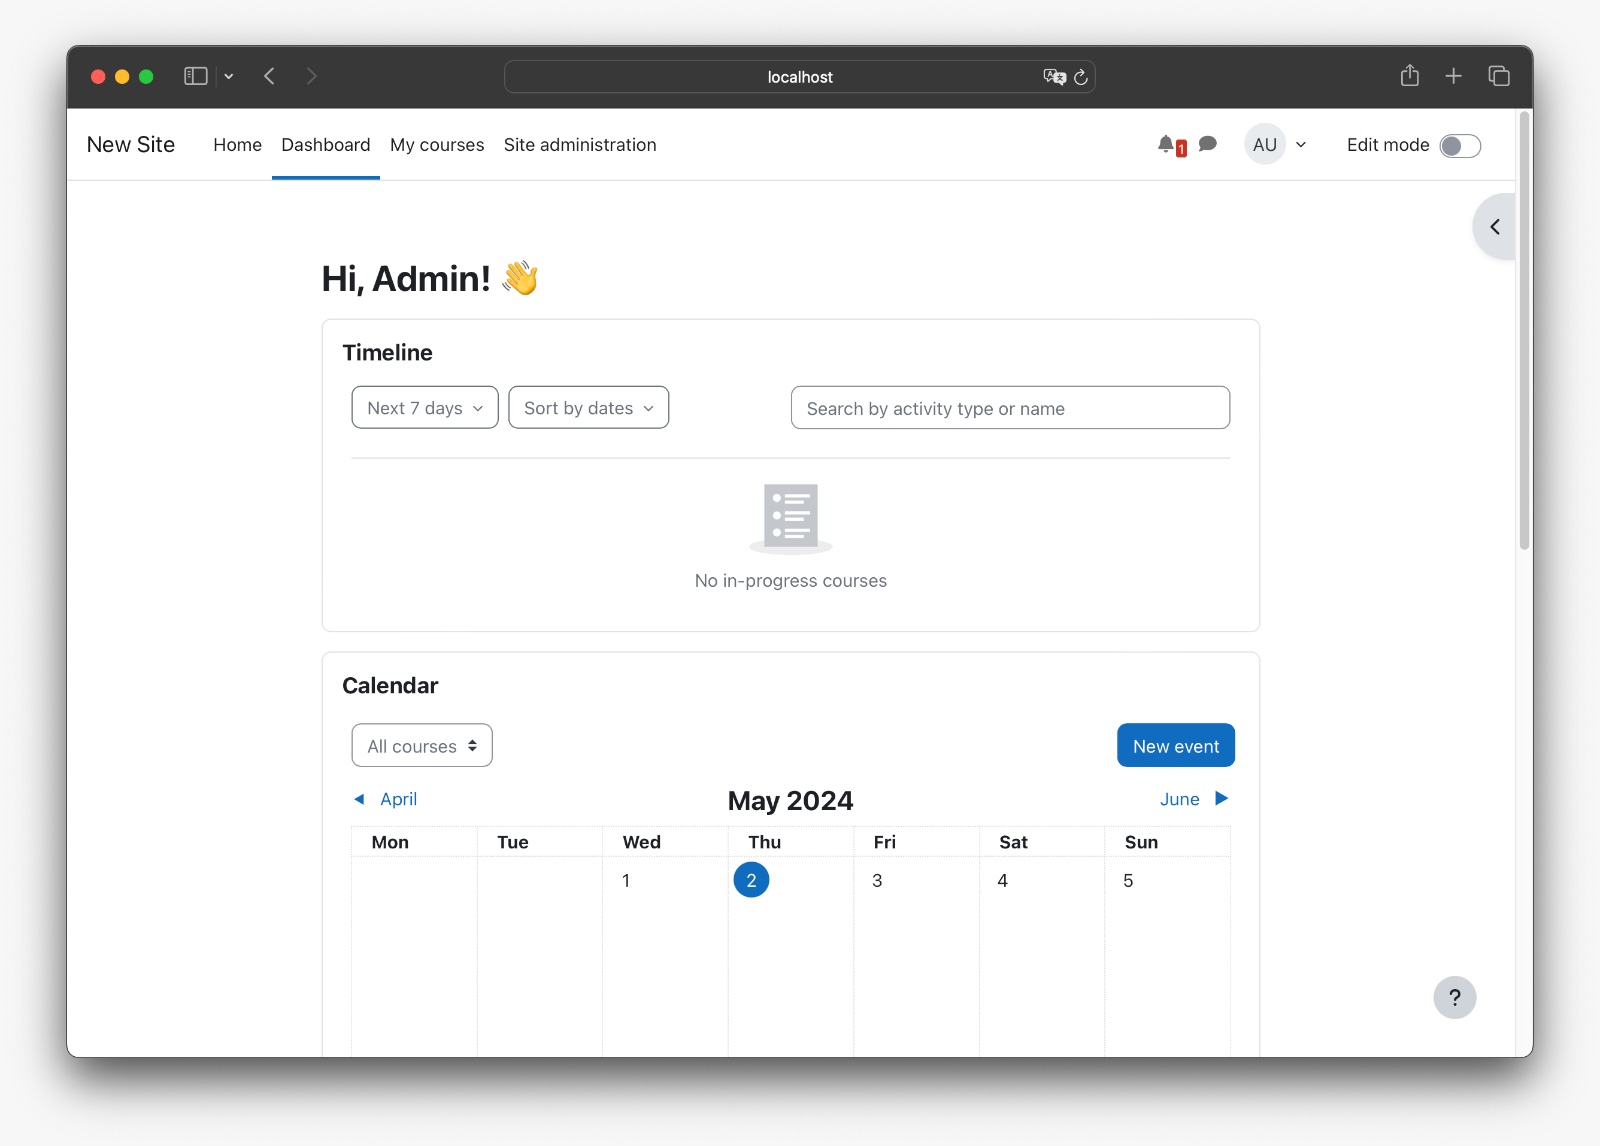 localhost
New Site Home Dashboard My courses Site administration 1 AU Edit mode
Hi, Admin! 👋
Timeline
Next 7 days Sort by dates Search by activity type or name
No in-progress courses
Calendar
All courses New event
April May 2024 June
Mon Tue Wed Thu Fri Sat Sun
1 2 3 4 5
?